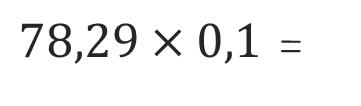 78,29 × 0,1 =